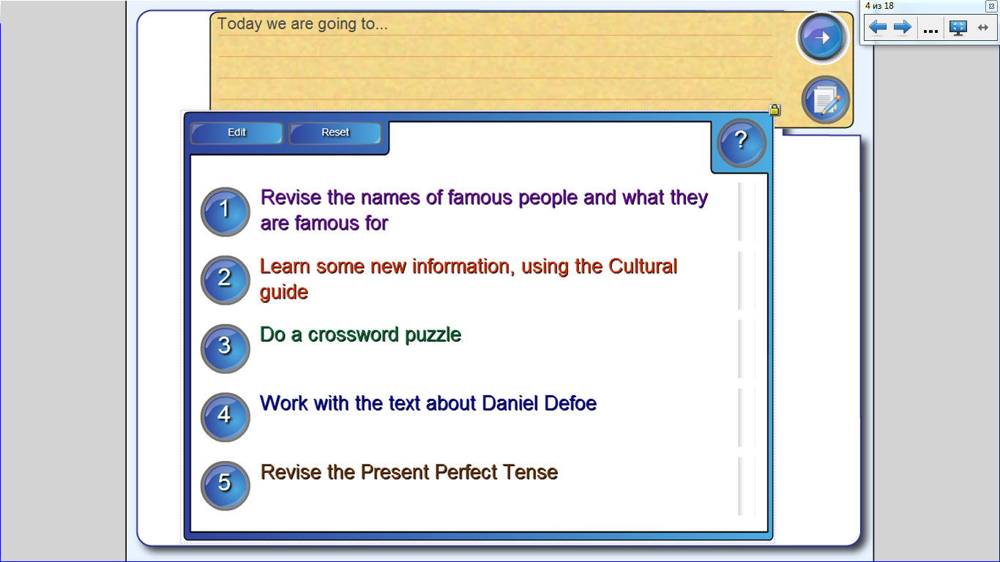 4 из 18
Today we are going to...
Edit
Reset
?
1
Revise the names of famous people and what they
are famous for
2
Learn some new information, using the Cultural
guide
3
Do a crossword puzzle
4
Work with the text about Daniel Defoe
5
Revise the Present Perfect Tense